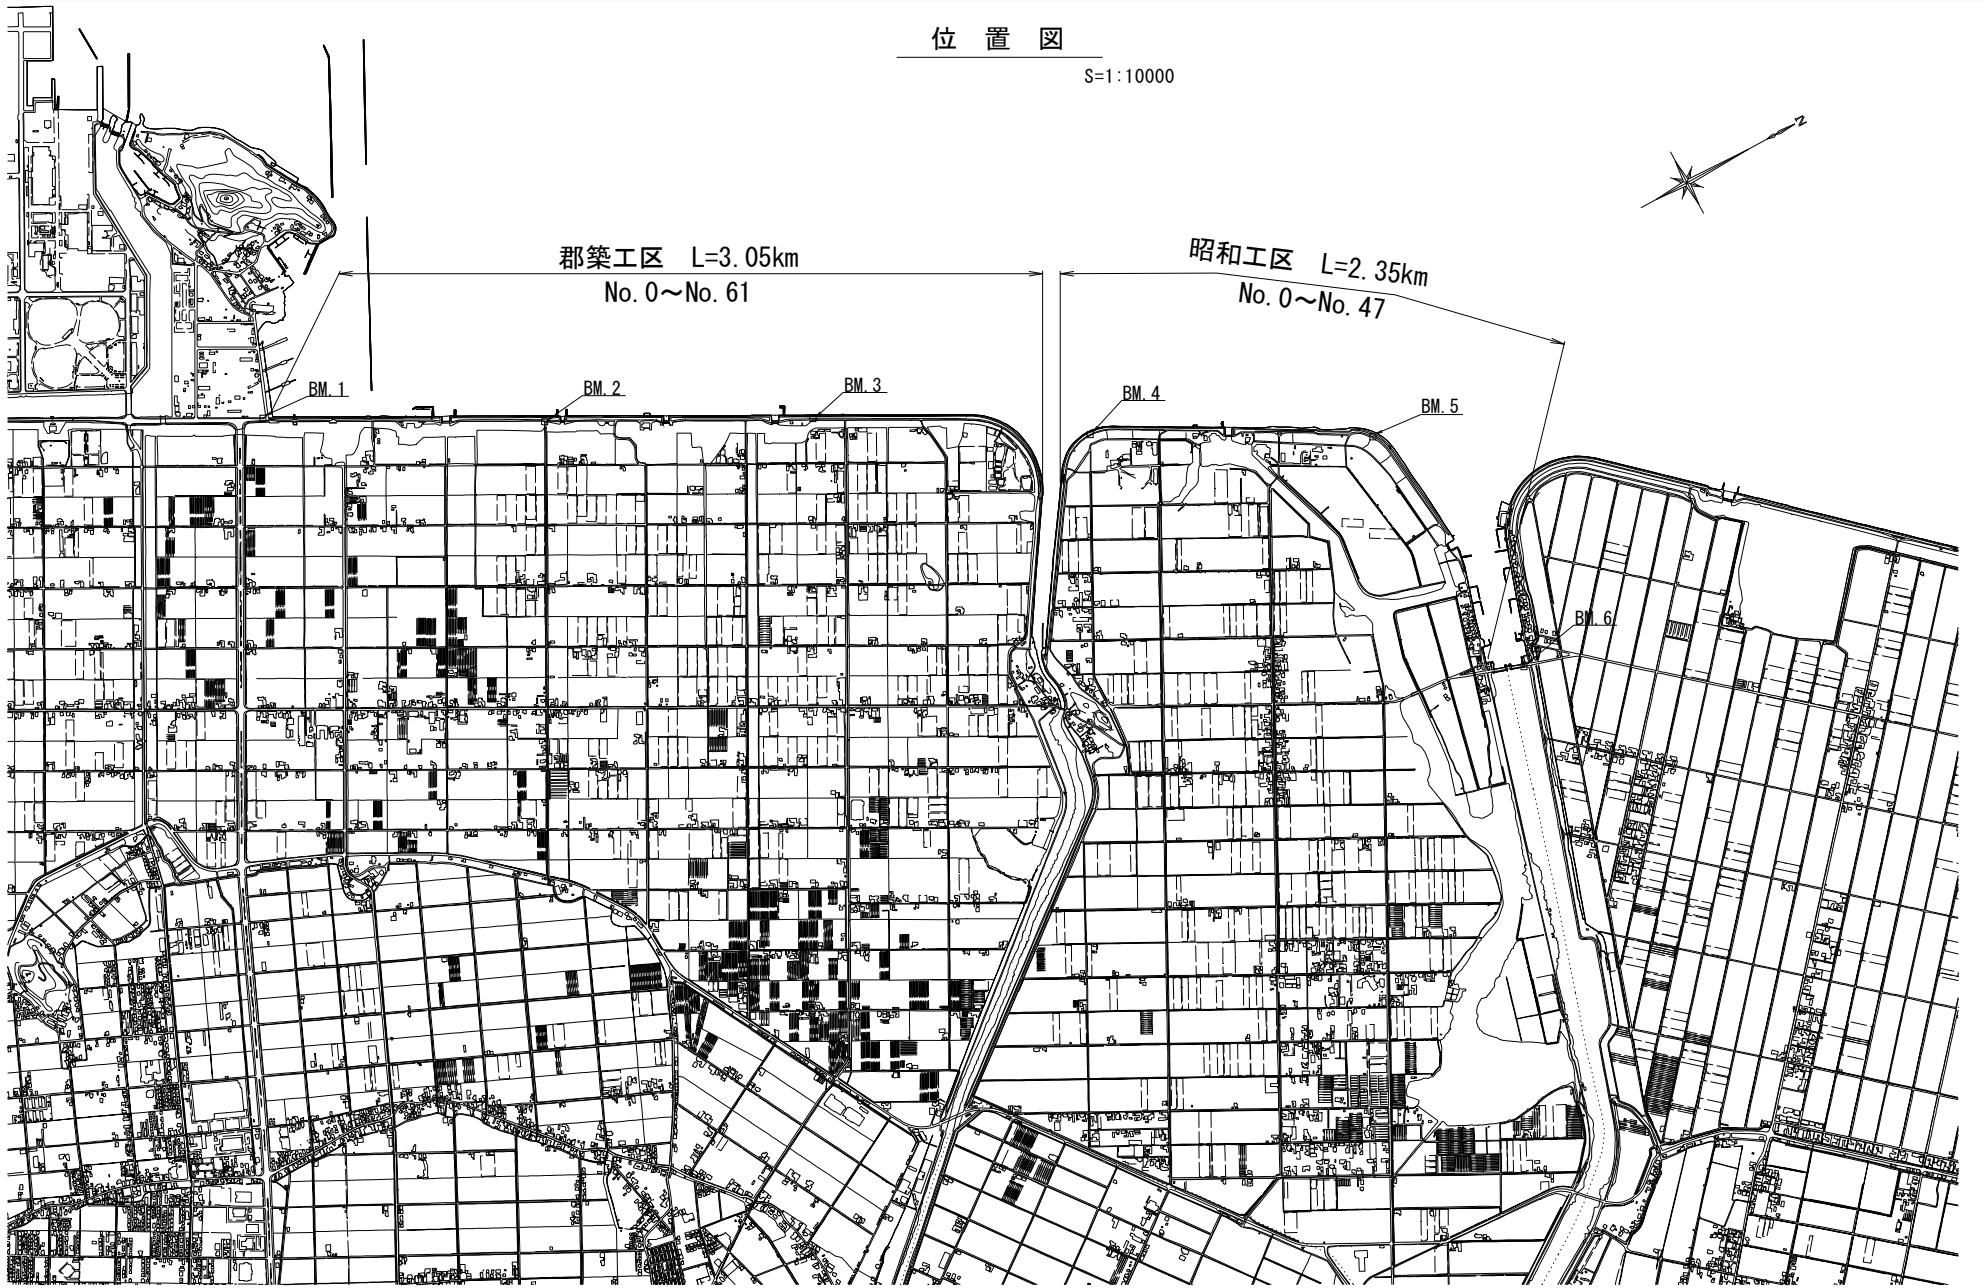 位 置 図
S=1:10000
N
郡築工区 L=3.05km
No.0～No.61
昭和工区 L=2.35km
No.0～No.47
BM.1
BM.2
BM.3
BM.4
BM.5
BM.6